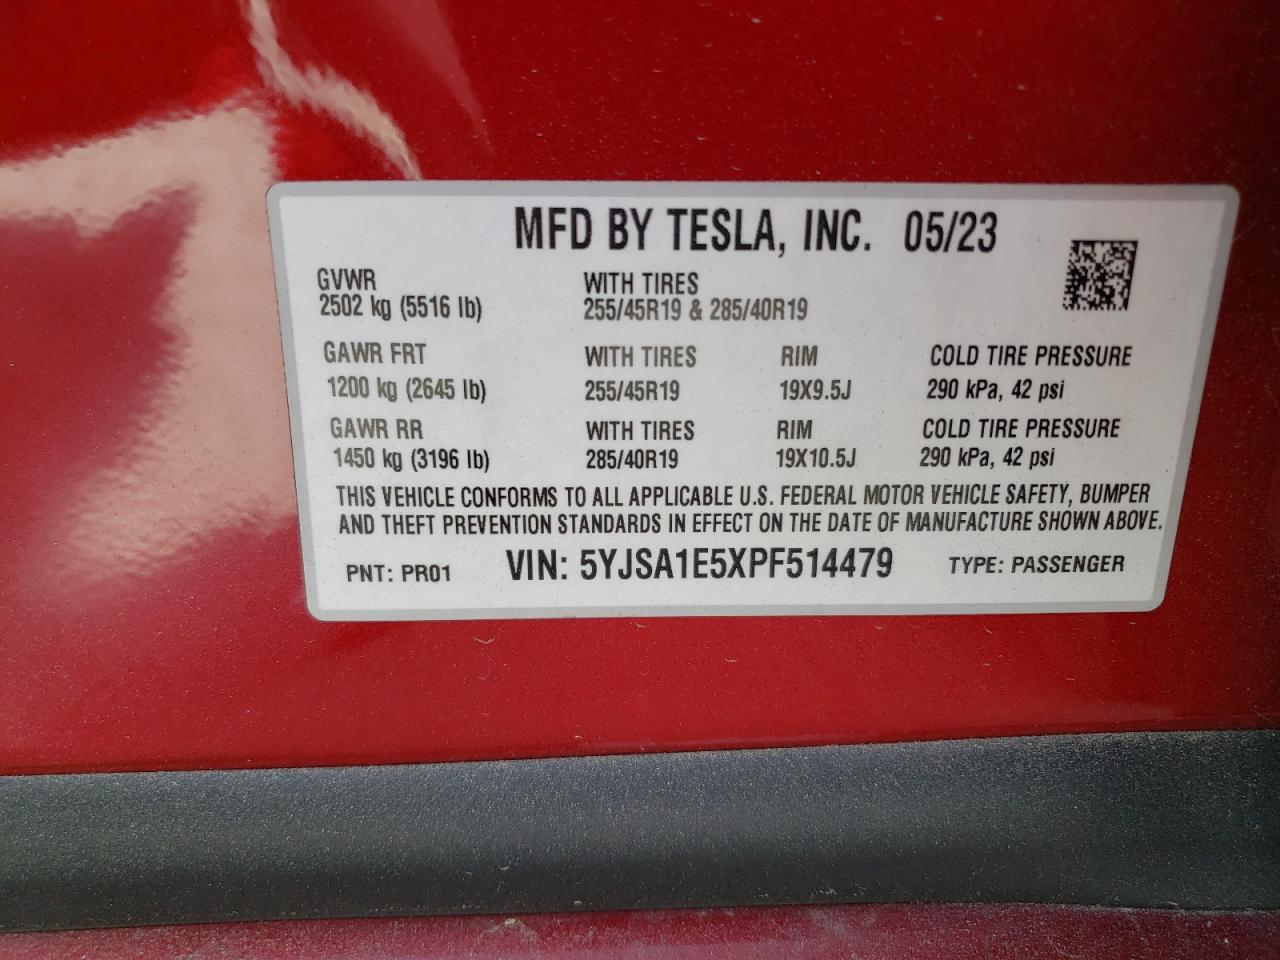 MFD BY TESLA, INC. 05/23
GVWR WITH TIRES
2502 kg (5516 lb) 255/45R19 & 285/40R19
GAWR FRT WITH TIRES RIM COLD TIRE PRESSURE
1200 kg (2645 lb) 255/45R19 19X9.5J 290 kPa, 42 psi
GAWR RR WITH TIRES RIM COLD TIRE PRESSURE
1450 kg (3196 lb) 285/40R19 19X10.5J 290 kPa, 42 psi
THIS VEHICLE CONFORMS TO ALL APPLICABLE U.S. FEDERAL MOTOR VEHICLE SAFETY, BUMPER
AND THEFT PREVENTION STANDARDS IN EFFECT ON THE DATE OF MANUFACTURE SHOWN ABOVE.
PNT: PR01 VIN: 5YJSA1E5XPF514479 TYPE: PASSENGER